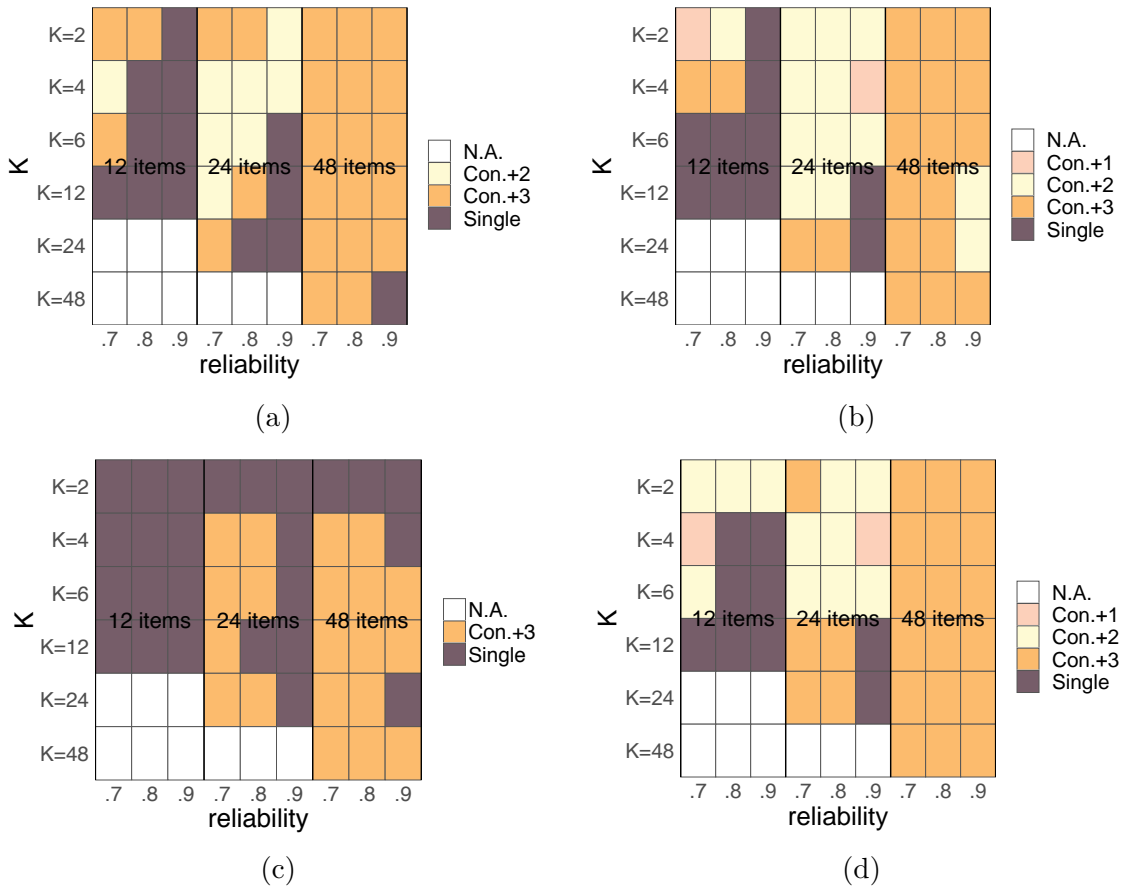 K=2
K=4
K=6
K=12
K=24
K=48
K
12 items 24 items 48 items
.7 .8 .9 .7 .8 .9 .7 .8 .9
reliability
N.A.
Con.+2
Con.+3
Single
(a)
K=2
K=4
K=6
K=12
K=24
K=48
K
12 items 24 items 48 items
.7 .8 .9 .7 .8 .9 .7 .8 .9
reliability
N.A.
Con.+1
Con.+2
Con.+3
Single
(b)
K=2
K=4
K=6
K=12
K=24
K=48
K
12 items 24 items 48 items
.7 .8 .9 .7 .8 .9 .7 .8 .9
reliability
N.A.
Con.+3
Single
(c)
K=2
K=4
K=6
K=12
K=24
K=48
K
12 items 24 items 48 items
.7 .8 .9 .7 .8 .9 .7 .8 .9
reliability
N.A.
Con.+1
Con.+2
Con.+3
Single
(d)